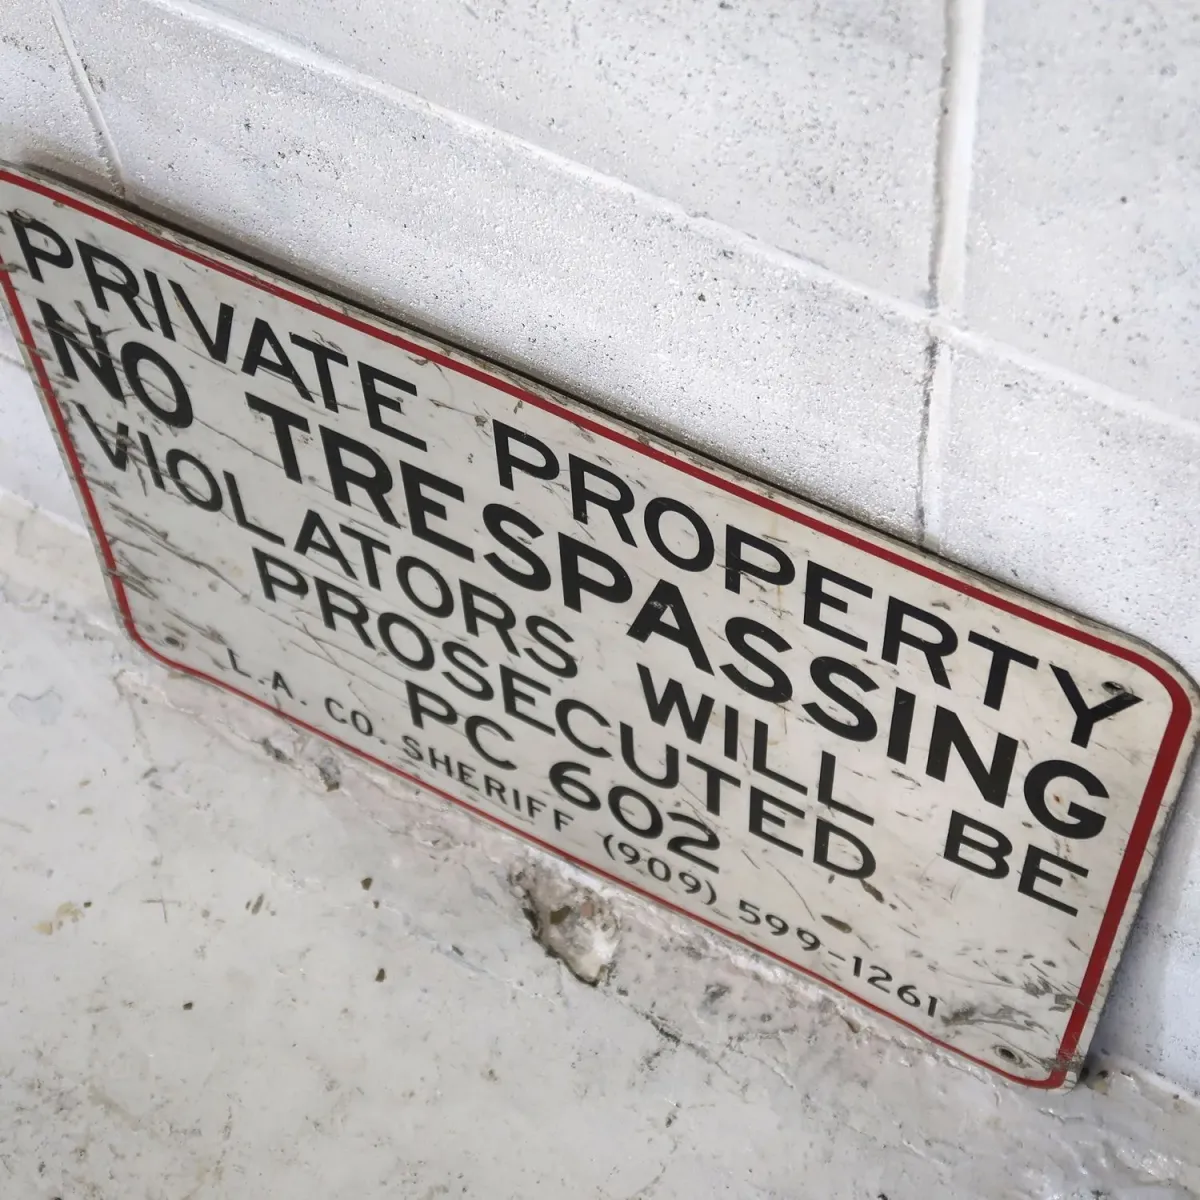 PRIVATE PROPERTY
NO TRESPASSING
VIOLATORS WILL BE
PROSECUTED
PC 602
L.A. CO. SHERIFF (909) 599-1261